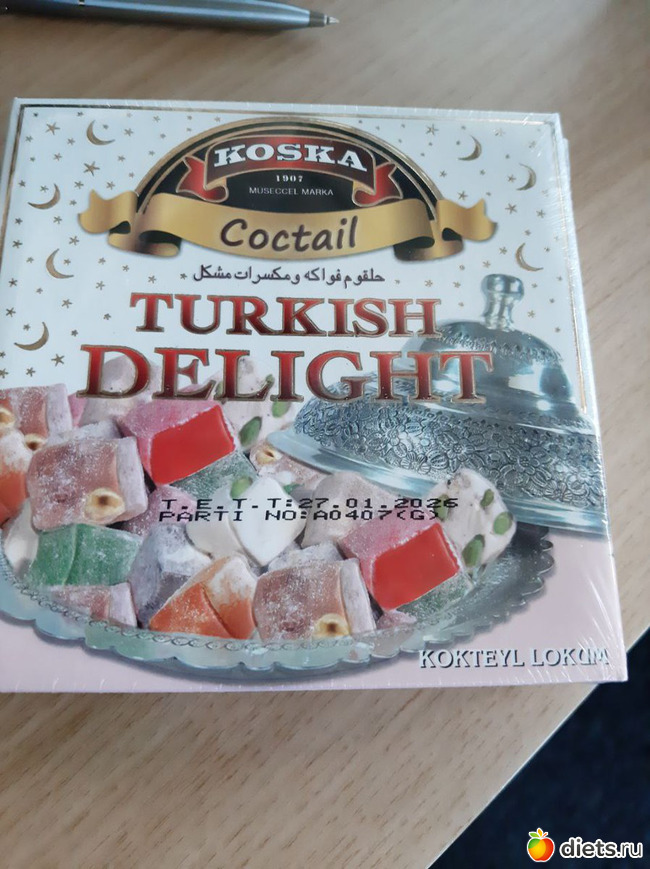 KOSKA
1907
MUSECCEL MARKA
Coctail
حلقوم فواكه ومكسرات مشكل
TURKISH
DELIGHT
T.E.T-T:27.01.2026
PARTI NO:A0407(G)
KOKTEYL LOKUM
diets.ru